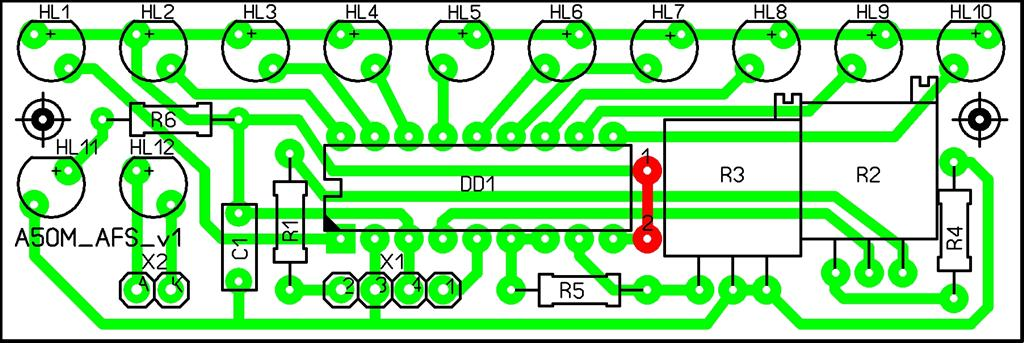 HL1 HL2 HL3 HL4 HL5 HL6 HL7 HL8 HL9 HL10
+ + + + + + + + + +
R6
HL11 HL12
+ +
1
DD1 R3 R2
2
R1 C1 R4
A50M_AFS_v1
X2 X1
A K 2 3 4 1 R5